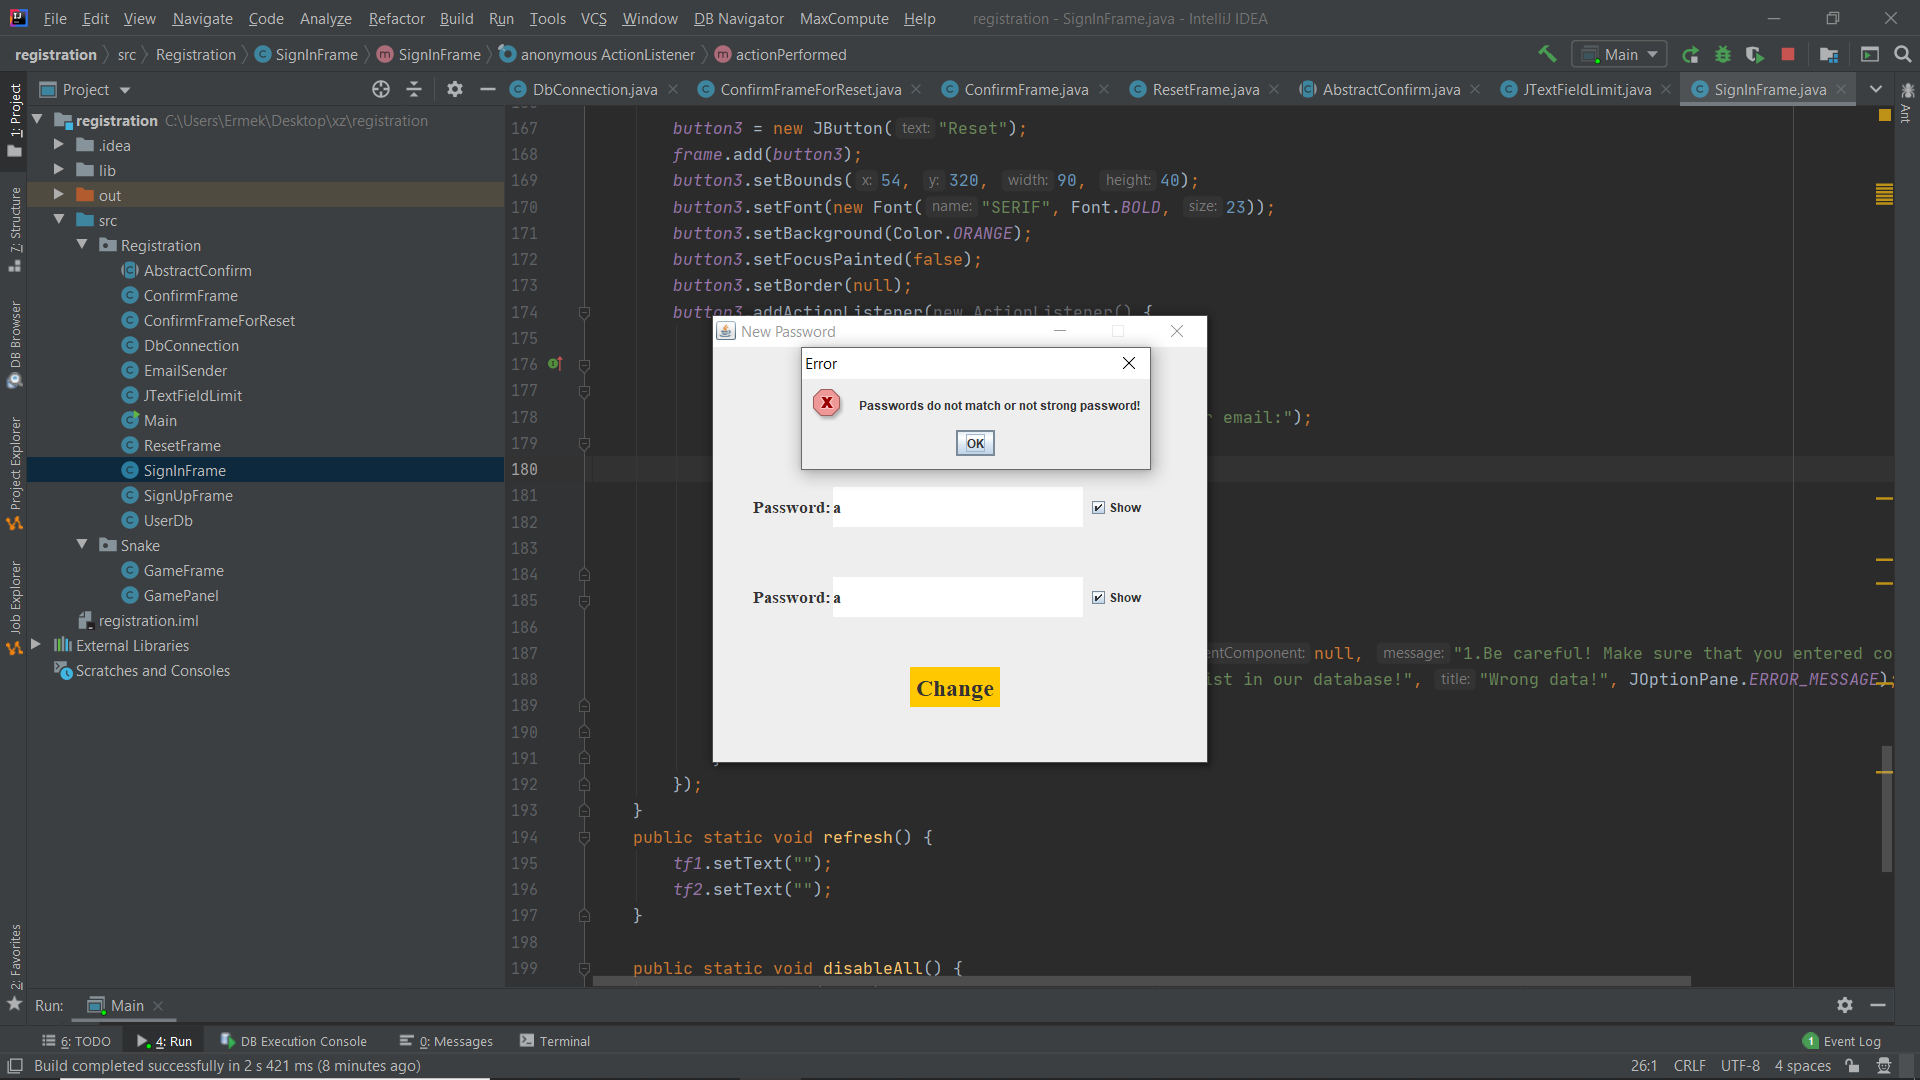 File Edit View Navigate Code Analyze Refactor Build Run Tools VCS Window DB Navigator MaxCompute Help registration - SignInFrame.java - IntelliJ IDEA
registration src Registration SignInFrame SignInFrame anonymous ActionListener actionPerformed Main
Project
DbConnection.java ConfirmFrameForReset.java ConfirmFrame.java ResetFrame.java AbstractConfirm.java JTextFieldLimit.java SignInFrame.java
1: Project
7: Structure
DB Browser
Project Explorer
Job Explorer
2: Favorites
Ant
registration C:\Users\Ermek\Desktop\xz\registration
.idea
lib
out
src
Registration
AbstractConfirm
ConfirmFrame
ConfirmFrameForReset
DbConnection
EmailSender
JTextFieldLimit
Main
ResetFrame
SignInFrame
SignUpFrame
UserDb
Snake
GameFrame
GamePanel
registration.iml
External Libraries
Scratches and Consoles
167 button3 = new JButton( text: "Reset");
168 frame.add(button3);
169 button3.setBounds( x: 54, y: 320, width: 90, height: 40);
170 button3.setFont(new Font( name: "SERIF", Font.BOLD, size: 23));
171 button3.setBackground(Color.ORANGE);
172 button3.setFocusPainted(false);
173 button3.setBorder(null);
174 button3.addActionListener(new ActionListener() {
175
176
177
178 email:");
179
180
181
182
183
184
185
186
187 entComponent: null, message: "1.Be careful! Make sure that you entered co
188 ist in our database!", title: "Wrong data!", JOptionPane.ERROR_MESSAGE);
189
190
191
192 });
193 }
194 public static void refresh() {
195 tf1.setText("");
196 tf2.setText("");
197 }
198
199 public static void disableAll() {
New Password
Error
Passwords do not match or not strong password!
OK
Password: a Show
Password: a Show
Change
Run: Main
6: TODO 4: Run DB Execution Console 0: Messages Terminal 1 Event Log
Build completed successfully in 2 s 421 ms (8 minutes ago) 26:1 CRLF UTF-8 4 spaces